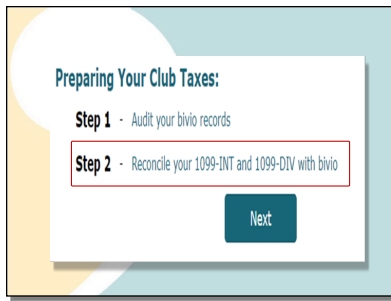 Preparing Your Club Taxes:
Step 1 - Audit your bivio records
Step 2 - Reconcile your 1099-INT and 1099-DIV with bivio
Next